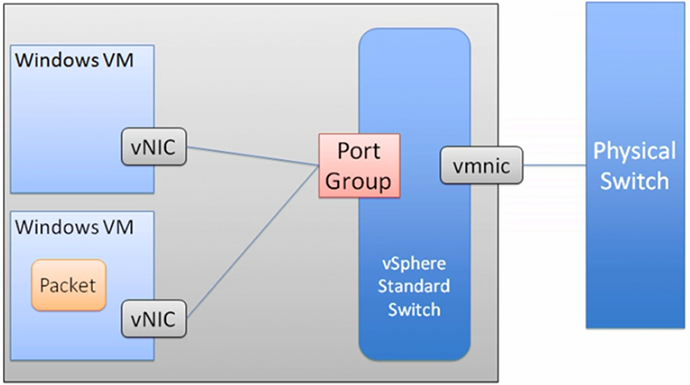 Windows VM
vNIC
Windows VM
Packet
vNIC
Port
Group
vSphere
Standard
Switch
vmnic
Physical
Switch